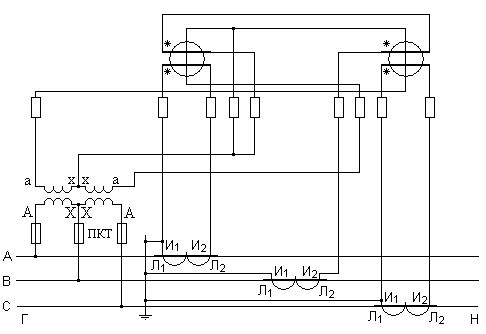 * *
* *
а х х а
А Х Х А
ПКТ
А И₁ И₂
Л₁ Л₂
В И₁ И₂
Л₁ Л₂
С И₁ И₂
Г Л₁ Л₂ Н